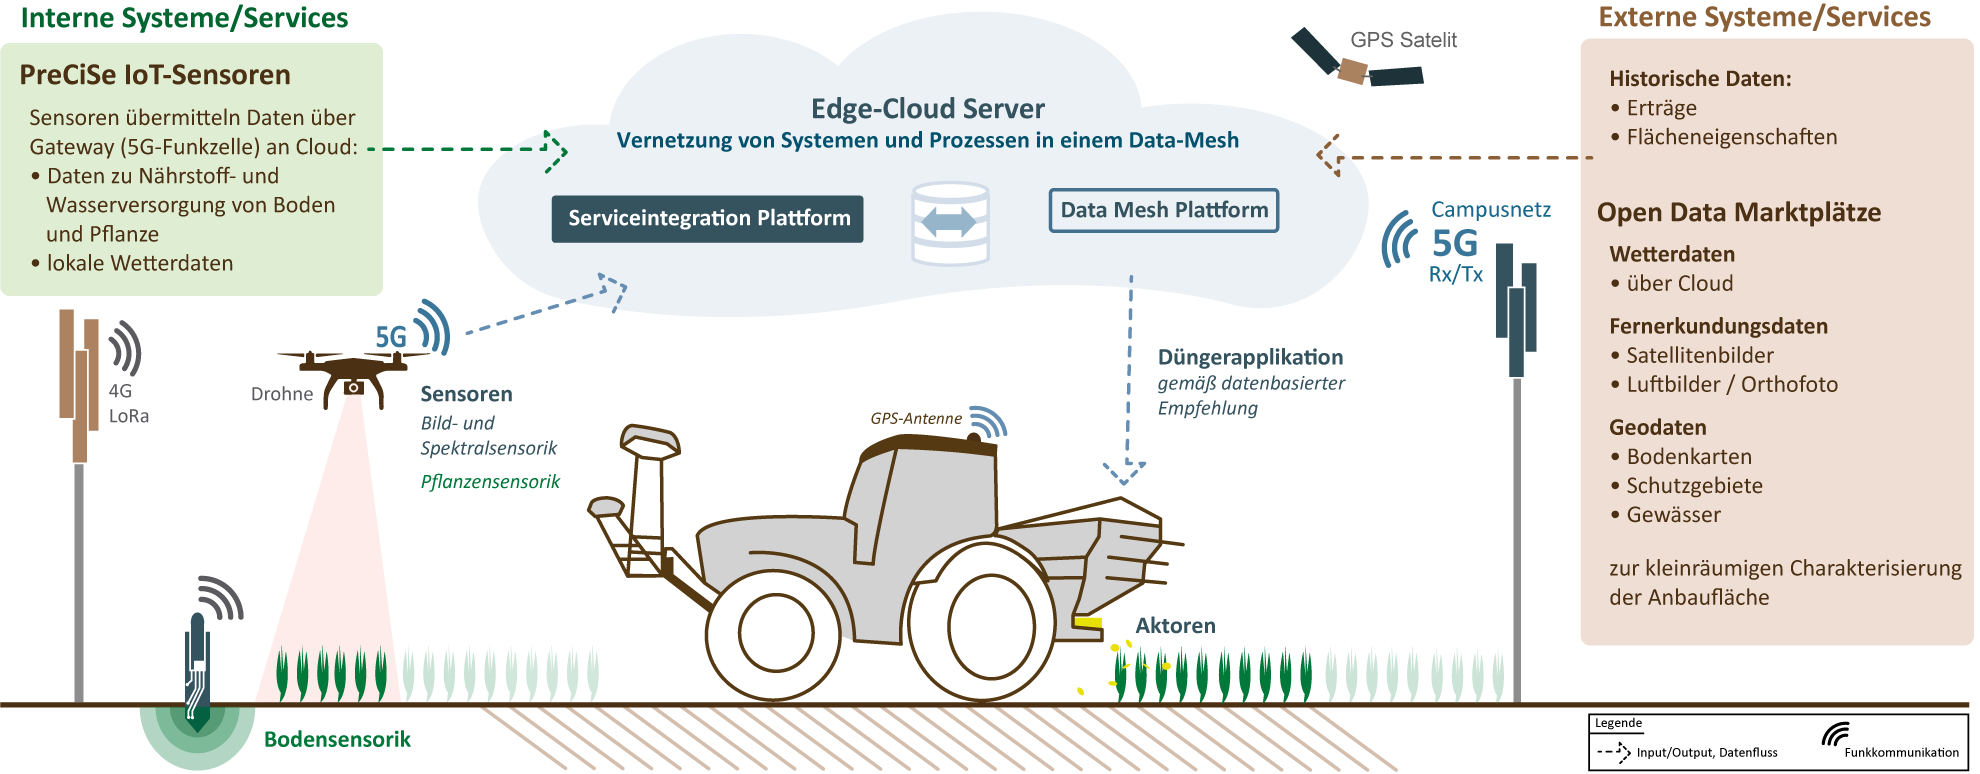 Interne Systeme/Services
PreCiSe IoT-Sensoren
Sensoren übermitteln Daten über
Gateway (5G-Funkzelle) an Cloud:
• Daten zu Nährstoff- und
Wasserversorgung von Boden
und Pflanze
• lokale Wetterdaten
4G
LoRa
Drohne
5G
Sensoren
Bild- und
Spektralsensorik
Pflanzensensorik
Bodensensorik
Edge-Cloud Server
Vernetzung von Systemen und Prozessen in einem Data-Mesh
Serviceintegration Plattform
Data Mesh Plattform
GPS-Antenne
Düngerapplikation
gemäß datenbasierter
Empfehlung
Aktoren
GPS Satelit
Campusnetz
5G
Rx/Tx
Externe Systeme/Services
Historische Daten:
• Erträge
• Flächeneigenschaften
Open Data Marktplätze
Wetterdaten
• über Cloud
Fernerkundungsdaten
• Satellitenbilder
• Luftbilder / Orthofoto
Geodaten
• Bodenkarten
• Schutzgebiete
• Gewässer
zur kleinräumigen Charakterisierung
der Anbaufläche
Legende
Input/Output, Datenfluss
Funkkommunikation